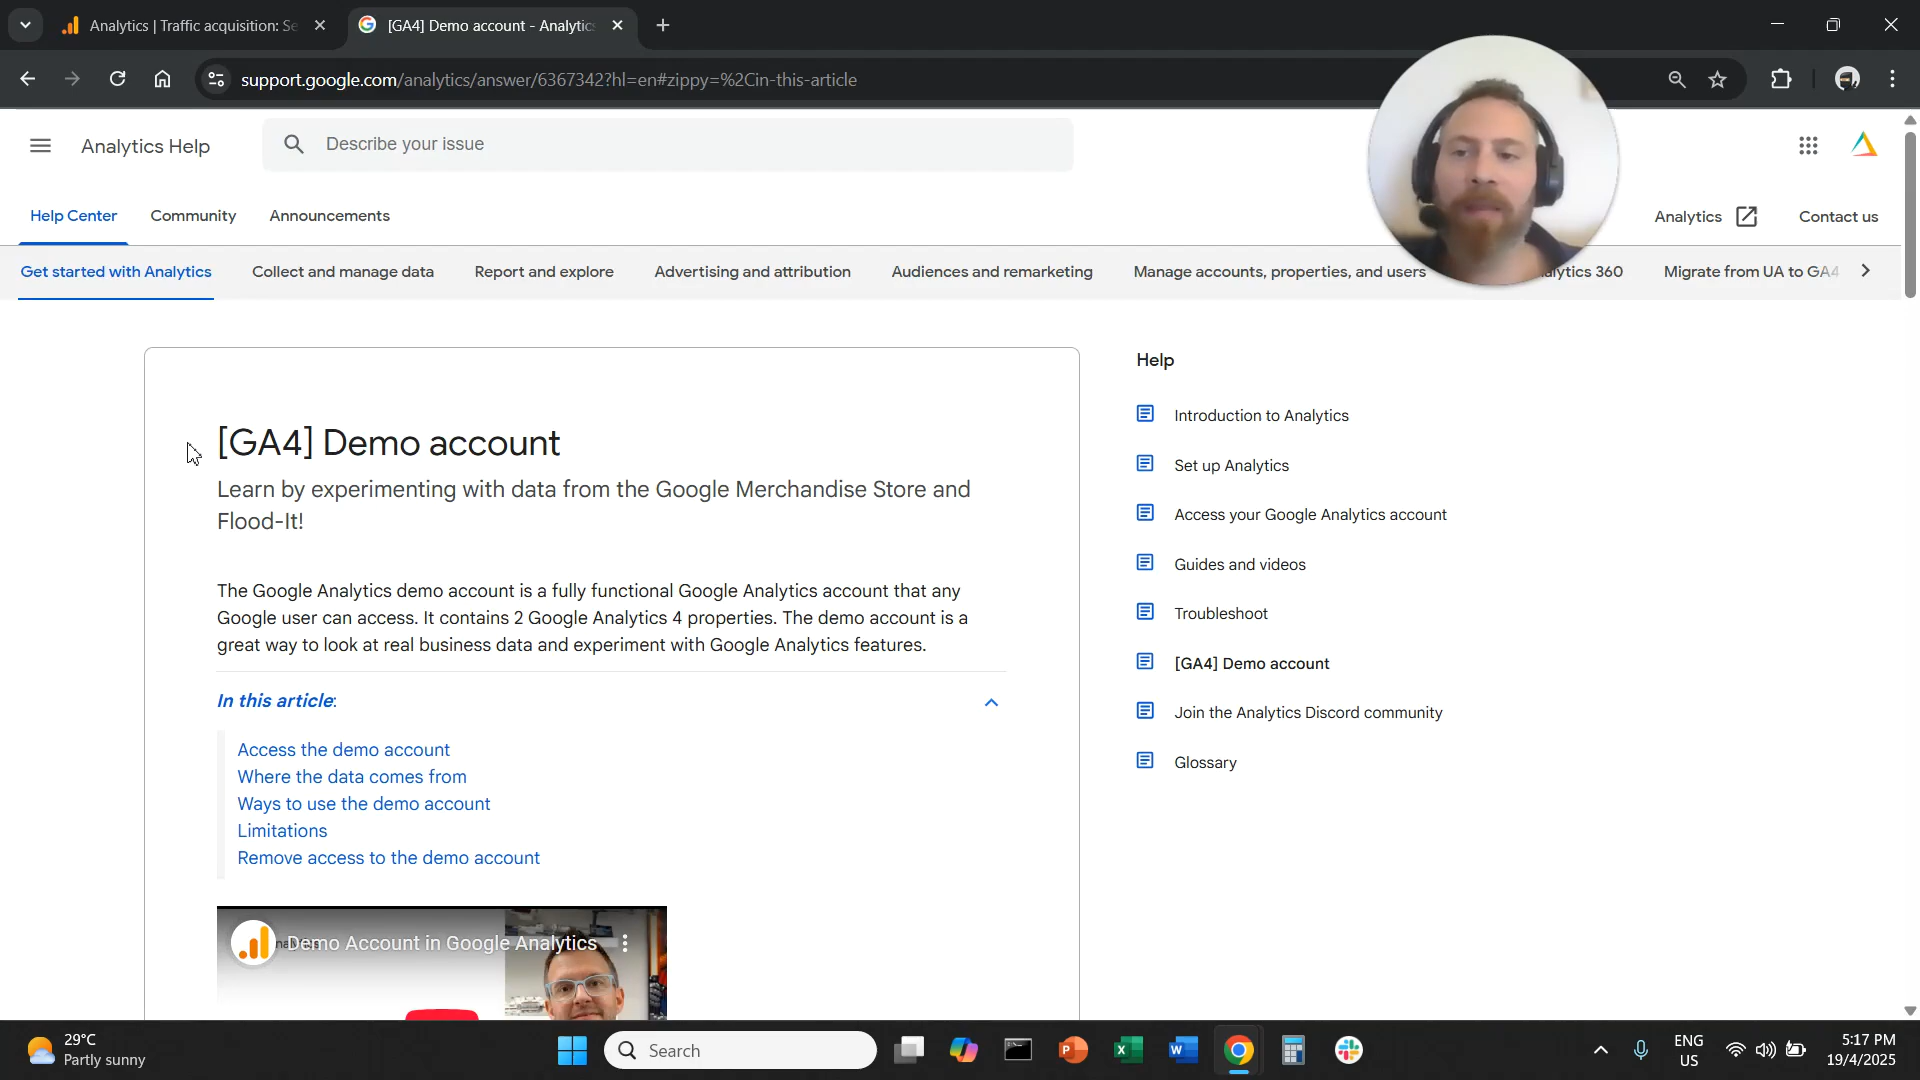 Analytics | Traffic acquisition: Se
[GA4] Demo account - Analytic
support.google.com/analytics/answer/6367342?hl=en#zippy=%2Cin-this-article
Analytics Help
Describe your issue
Help Center
Community
Announcements
Analytics
Contact us
Get started with Analytics
Collect and manage data
Report and explore
Advertising and attribution
Audiences and remarketing
Manage accounts, properties, and users
alytics 360
Migrate from UA to GA4
[GA4] Demo account
Learn by experimenting with data from the Google Merchandise Store and
Flood-It!
The Google Analytics demo account is a fully functional Google Analytics account that any
Google user can access. It contains 2 Google Analytics 4 properties. The demo account is a
great way to look at real business data and experiment with Google Analytics features.
In this article:
Access the demo account
Where the data comes from
Ways to use the demo account
Limitations
Remove access to the demo account
Demo Account in Google Analytics
Help
Introduction to Analytics
Set up Analytics
Access your Google Analytics account
Guides and videos
Troubleshoot
[GA4] Demo account
Join the Analytics Discord community
Glossary
29°C
Partly sunny
Search
ENG
US
5:17 PM
19/4/2025